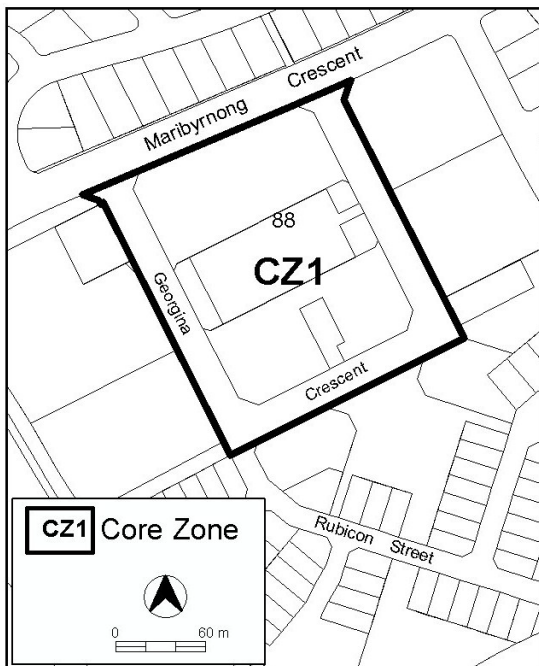 Maribyrnong Crescent
88
CZ1
Georgina
Crescent
Rubicon Street
CZ1 Core Zone
0 60 m